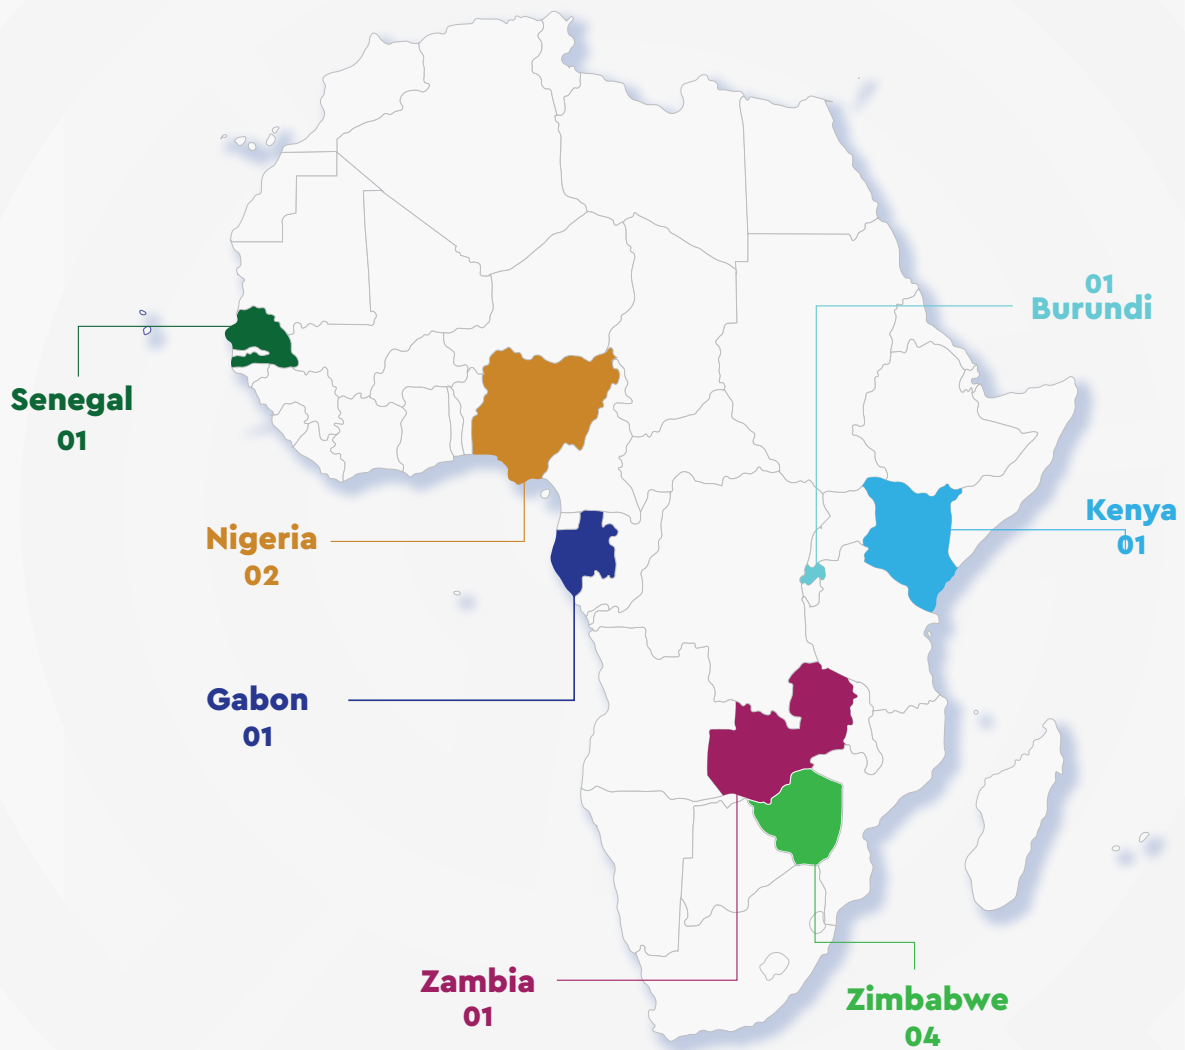 01
Burundi
Senegal
01
Kenya
01
Nigeria
02
Gabon
01
Zambia
01
Zimbabwe
04